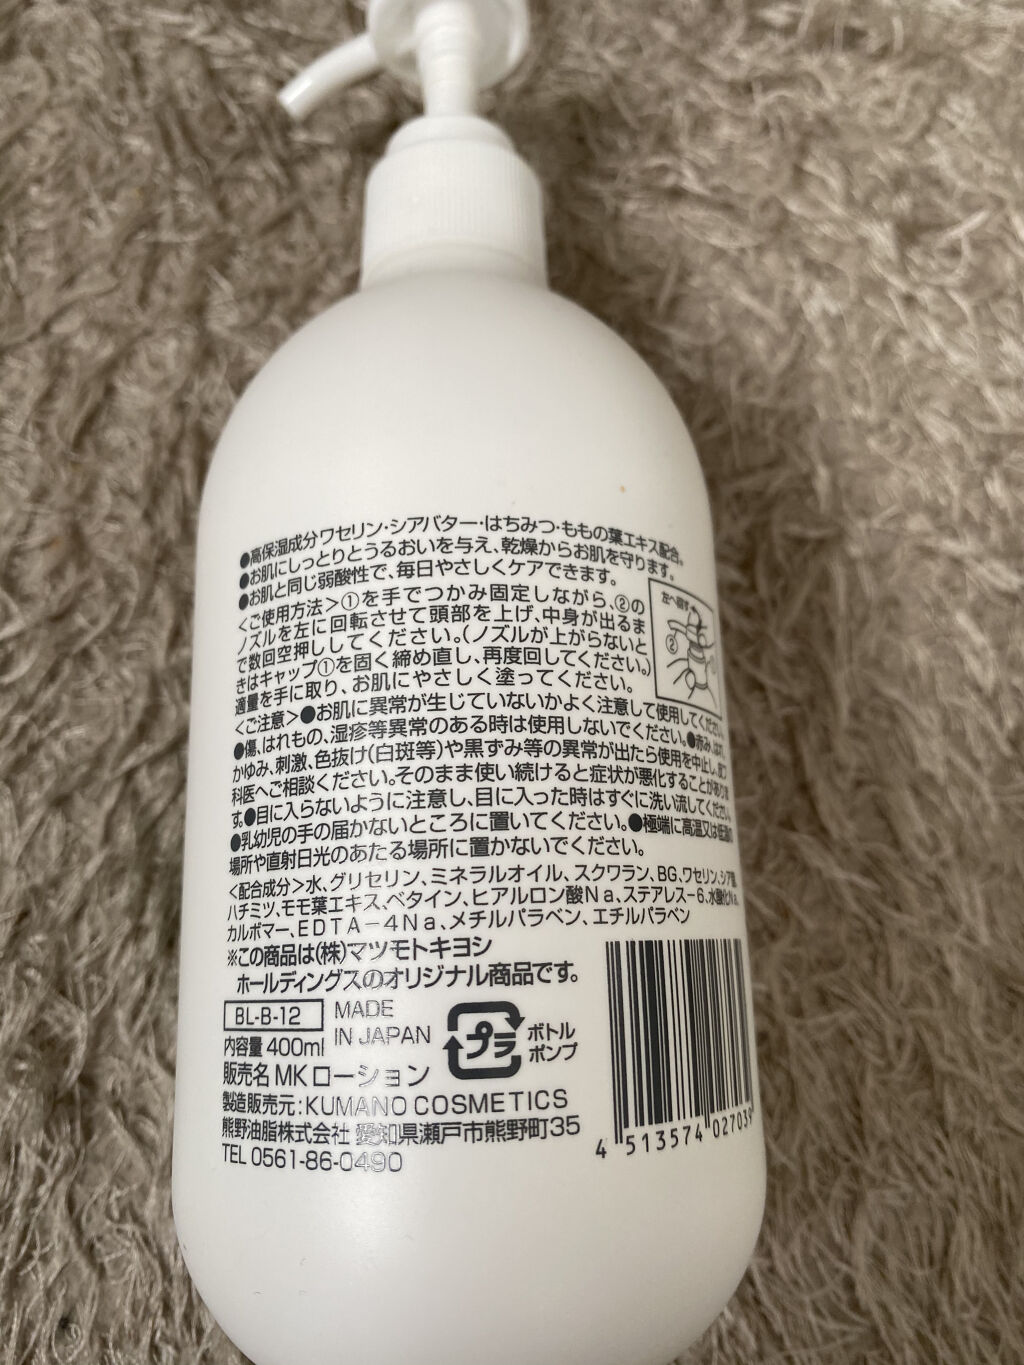 ●高保湿成分ワセリン・シアバター・はちみつ・ももの葉エキス配合。
●お肌にしっとりとうるおいを与え、乾燥からお肌を守ります。
●お肌と同じ弱酸性で、毎日やさしくケアできます。
<ご使用方法>①を手でつかみ固定しながら、②の
ノズルを左に回転させて頭部を上げ、中身が出るま
で数回空押ししてください。(ノズルが上がらないと
きはキャップ①を固く締め直し、再度回してください。)
適量を手に取り、お肌にやさしく塗ってください。
左へ回す
②
<ご注意>●お肌に異常が生じていないかよく注意して使用してください。
●傷、はれもの、湿疹等異常のある時は使用しないでください。●赤み、はれ、
かゆみ、刺激、色抜け(白斑等)や黒ずみ等の異常が出たら使用を中止し、皮フ
科医へご相談ください。そのまま使い続けると症状が悪化することがありま
す。●目に入らないように注意し、目に入った時はすぐに洗い流してください。
●乳幼児の手の届かないところに置いてください。●極端に高温又は低温の
場所や直射日光のあたる場所に置かないでください。
<配合成分>水、グリセリン、ミネラルオイル、スクワラン、BG、ワセリン、シア脂、
ハチミツ、モモ葉エキス、ベタイン、ヒアルロン酸Na、ステアレス-6、水酸化Na、
カルボマー、EDTA-4Na、メチルパラベン、エチルパラベン
※この商品は(株)マツモトキヨシ
ホールディングスのオリジナル商品です。
BL-B-12
MADE
IN JAPAN
内容量 400ml
プラ
ボトル
ポンプ
販売名 MKローション
製造販売元:KUMANO COSMETICS
熊野油脂株式会社 愛知県瀬戸市熊野町35
TEL 0561-86-0490
4 513574 027039